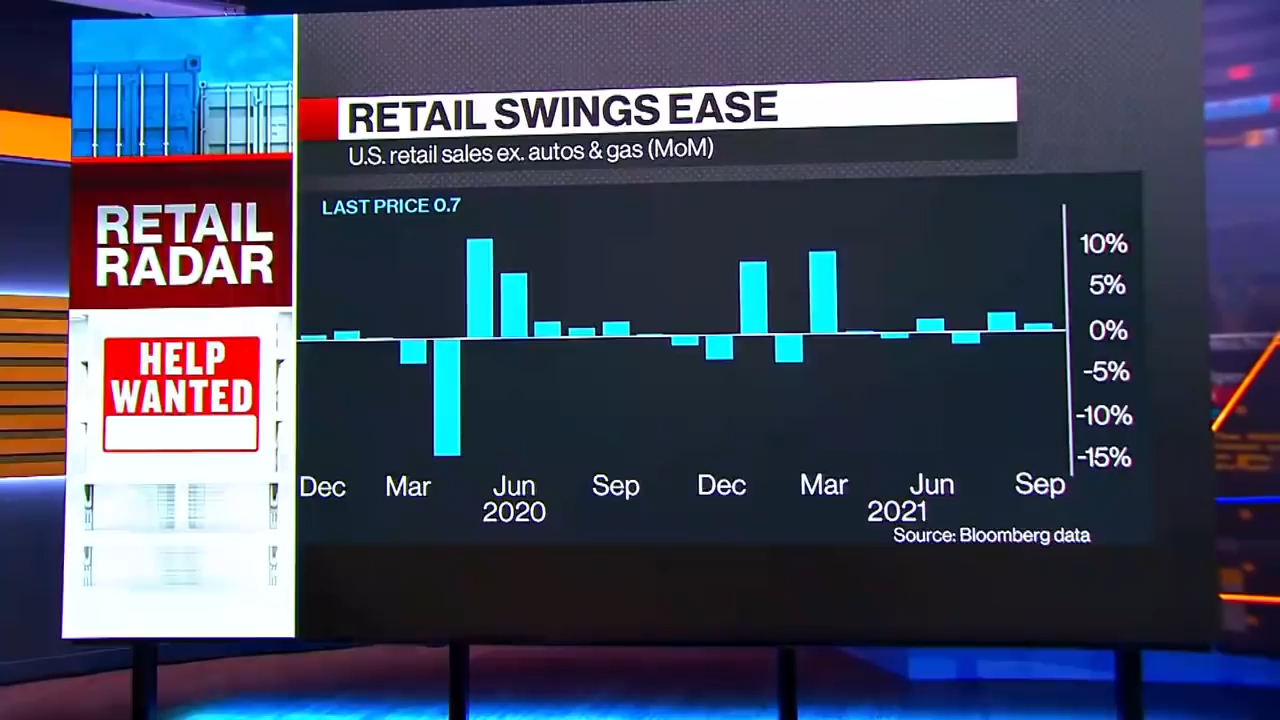 RETAIL SWINGS EASE
U.S. retail sales ex. autos & gas (MoM)
RETAIL
RADAR
HELP
WANTED
LAST PRICE 0.7
10%
5%
0%
-5%
-10%
-15%
Dec Mar Jun Sep Dec Mar Jun Sep
2020 2021
Source: Bloomberg data